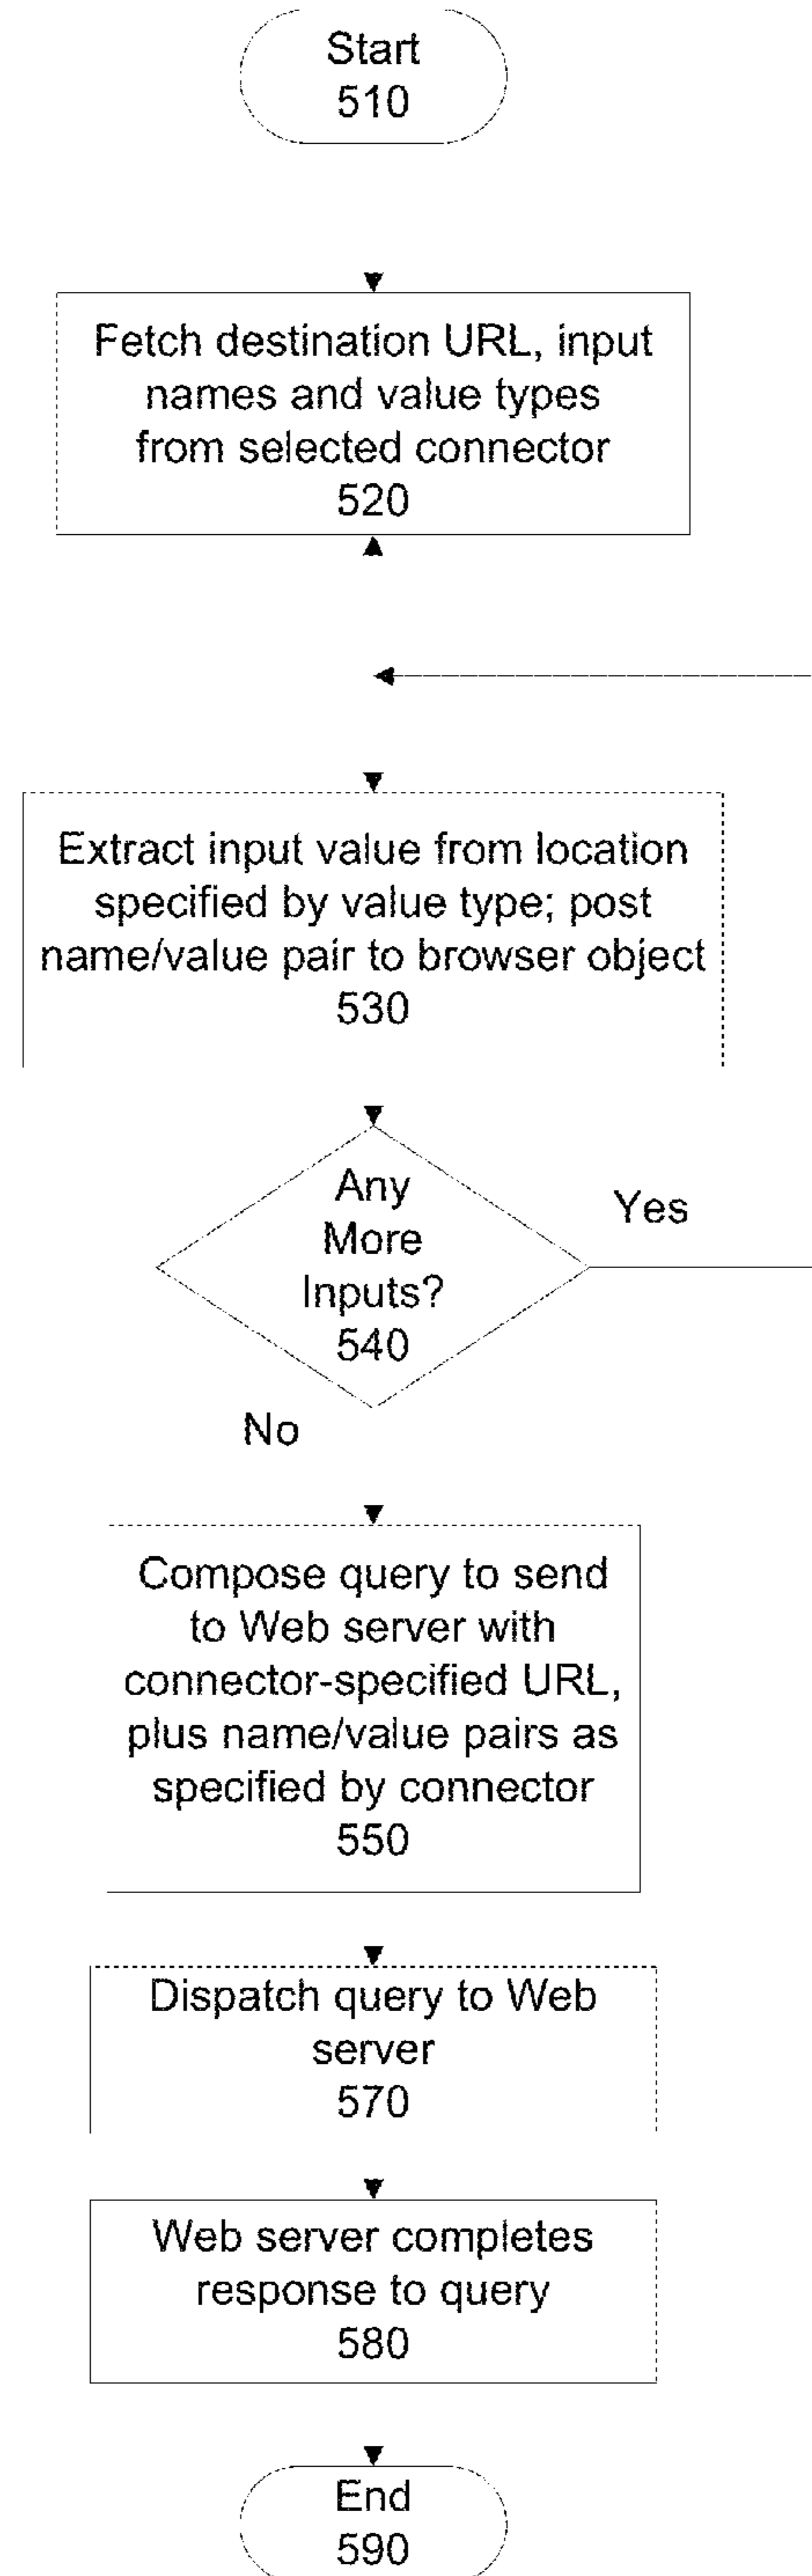 Start
510
Fetch destination URL, input
names and value types
from selected connector
520
Extract input value from location
specified by value type; post
name/value pair to browser object
530
Any
More
Inputs?
540
Yes
No
Compose query to send
to Web server with
connector-specified URL,
plus name/value pairs as
specified by connector
550
Dispatch query to Web
server
570
Web server completes
response to query
580
End
590